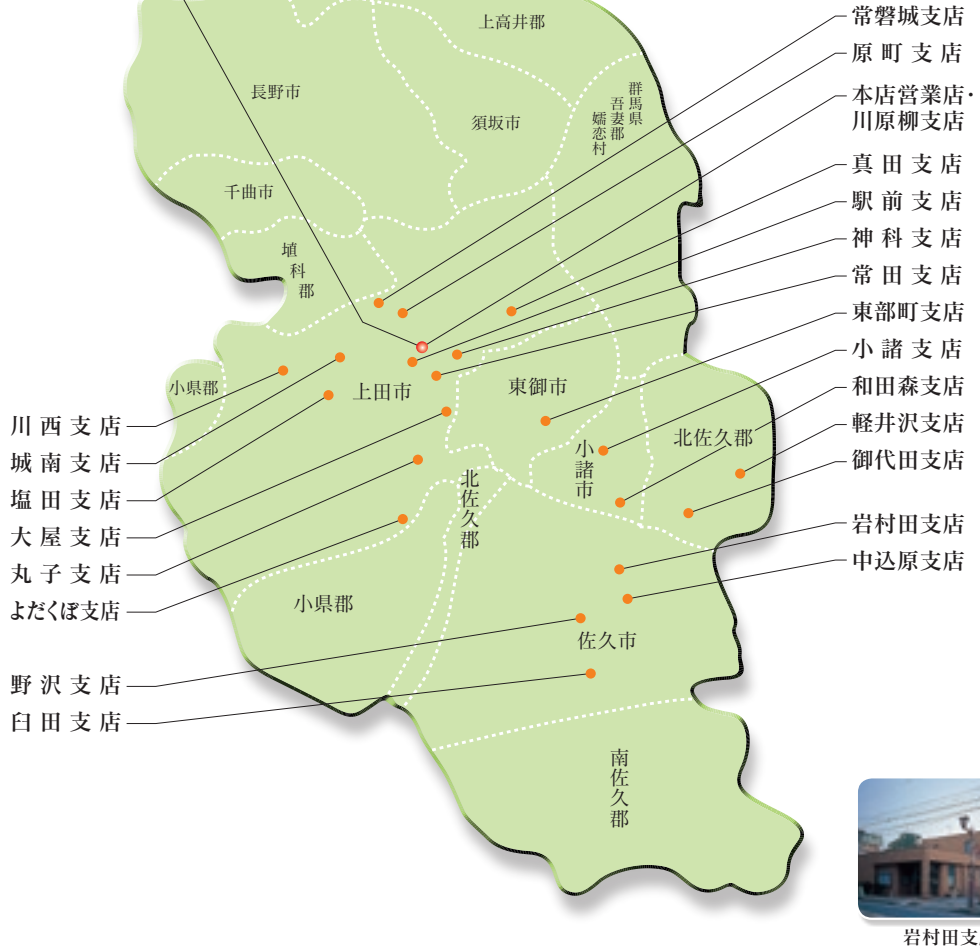 常磐城支店
原町支店
本店営業店・
川原柳支店
真田支店
駅前支店
神科支店
常田支店
東部町支店
小諸支店
和田森支店
軽井沢支店
御代田支店
岩村田支店
中込原支店
上高井郡
長野市
須坂市
群馬県
吾妻郡
嬬恋村
千曲市
埴科郡
小県郡
上田市
東御市
小諸市
北佐久郡
北佐久郡
小県郡
佐久市
南佐久郡
川西支店
城南支店
塩田支店
大屋支店
丸子支店
よだくぼ支店
野沢支店
臼田支店
岩村田支